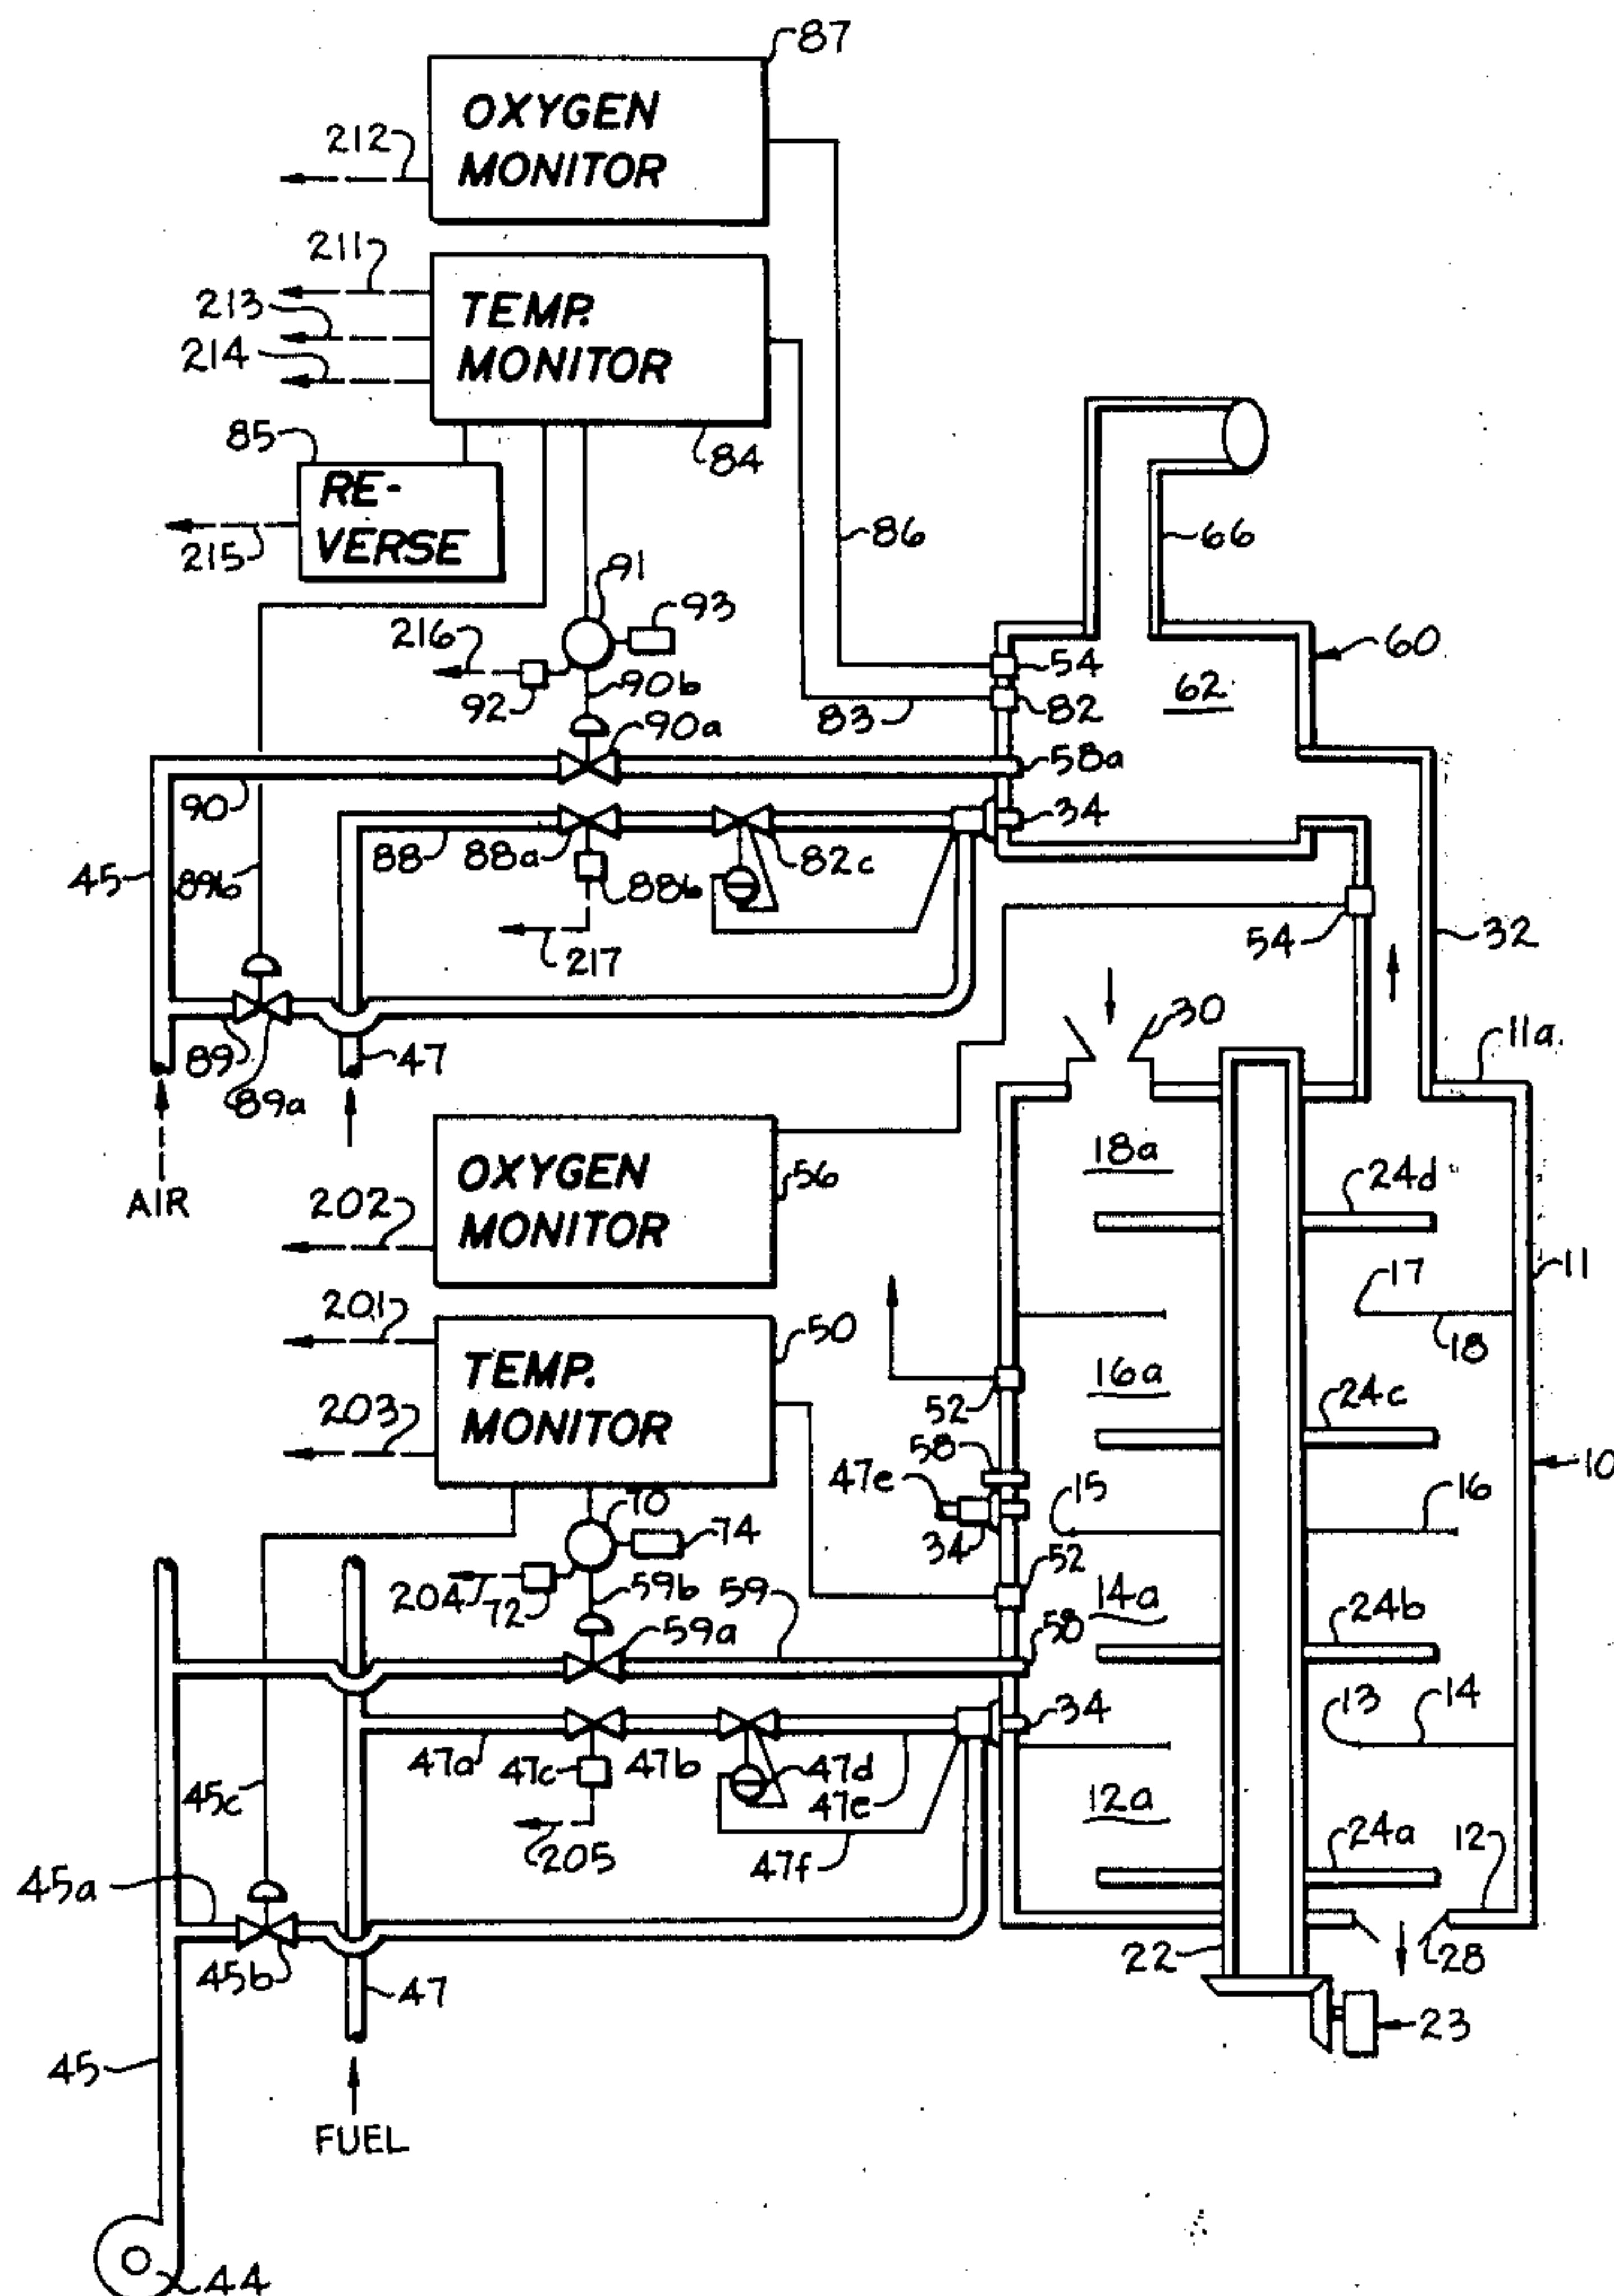 87
OXYGEN
MONITOR
212
211
213
214
TEMP.
MONITOR
84
85
RE-
VERSE
215
86
66
91
93
216
92
90b
54
60
62
82
83
90a
58a
90
34
88
88a
82c
88b
45
89b
217
54
32
30
89
47
11a.
89a
AIR
18a
OXYGEN
MONITOR
56
24d
202
17
11
201
50
18
TEMP.
MONITOR
16a
203
52
24c
58
10
47e
15
16
70
74
34
52
204
72
59b
59
14a
24b
59a
58
13
14
34
47a
47c
47b
47d
47e
12a
45c
205
47f
24a
12
45a
45b
22
28
47
23
45
FUEL
44